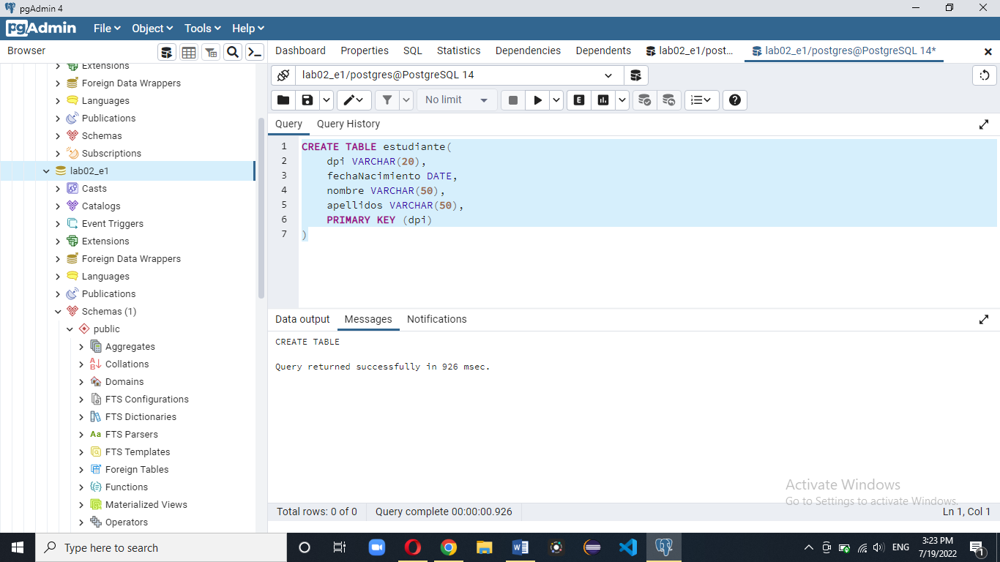 pgAdmin 4
pgAdmin File Object Tools Help
Browser
Dashboard Properties SQL Statistics Dependencies Dependents lab02_e1/post... lab02_e1/postgres@PostgreSQL 14*
Extensions
Foreign Data Wrappers
Languages
Publications
Schemas
Subscriptions
lab02_e1
Casts
Catalogs
Event Triggers
Extensions
Foreign Data Wrappers
Languages
Publications
Schemas (1)
public
Aggregates
Collations
Domains
FTS Configurations
FTS Dictionaries
Aa FTS Parsers
FTS Templates
Foreign Tables
Functions
Materialized Views
Operators
lab02_e1/postgres@PostgreSQL 14
No limit
E
Query Query History
1 CREATE TABLE estudiante(
2 dpi VARCHAR(20),
3 fechaNacimiento DATE,
4 nombre VARCHAR(50),
5 apellidos VARCHAR(50),
6 PRIMARY KEY (dpi)
7 )
Data output Messages Notifications
CREATE TABLE
Query returned successfully in 926 msec.
Activate Windows
Go to Settings to activate Windows.
Total rows: 0 of 0 Query complete 00:00:00.926 Ln 1, Col 1
Type here to search
ENG
3:23 PM
7/19/2022
1